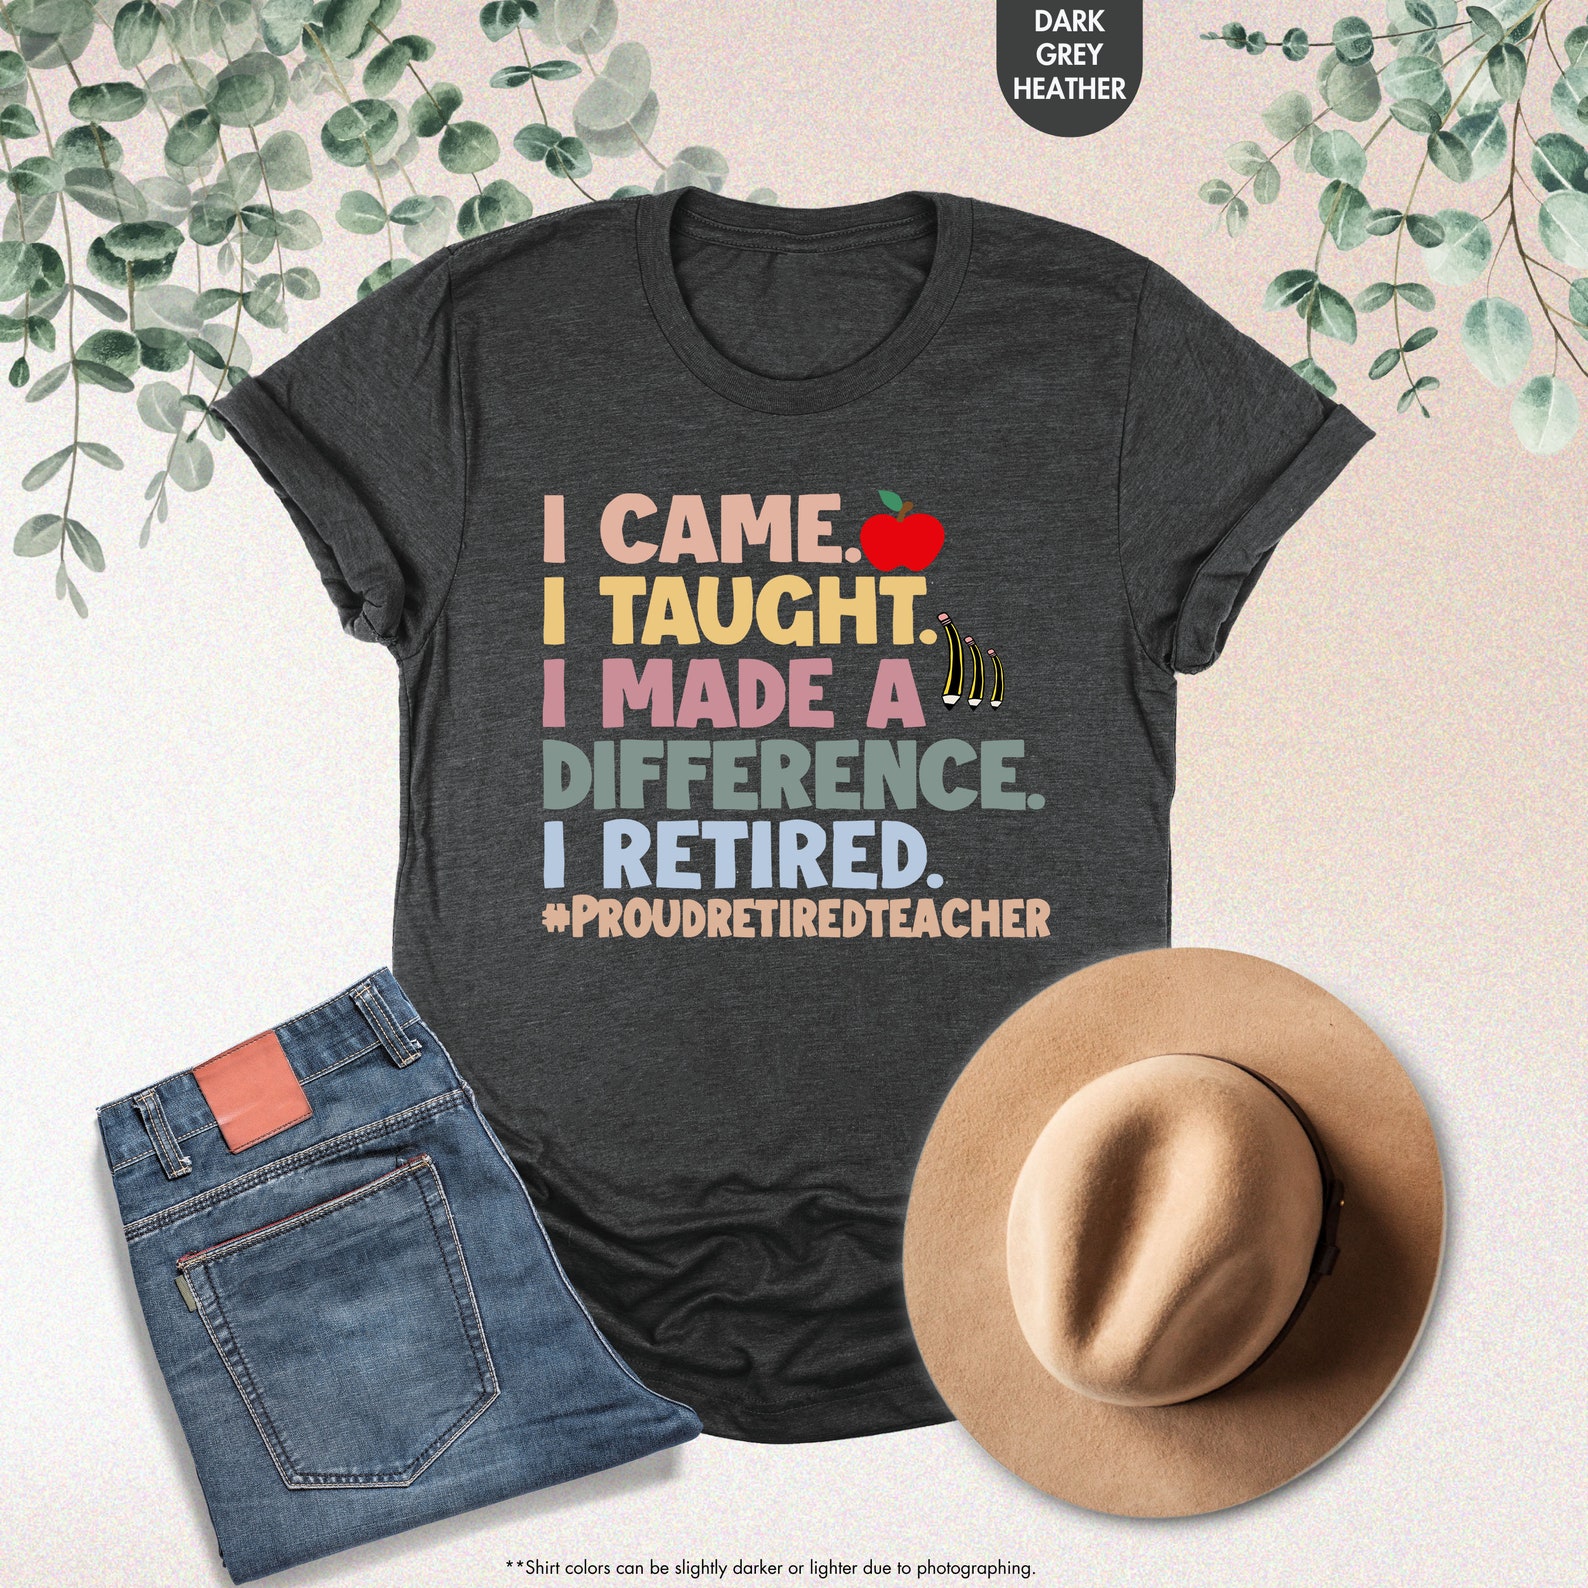 DARK
GREY
HEATHER
I CAME.
I TAUGHT.
I MADE A
DIFFERENCE.
I RETIRED.
#PROUDRETIREDTEACHER
**Shirt colors can be slightly darker or lighter due to photographing.